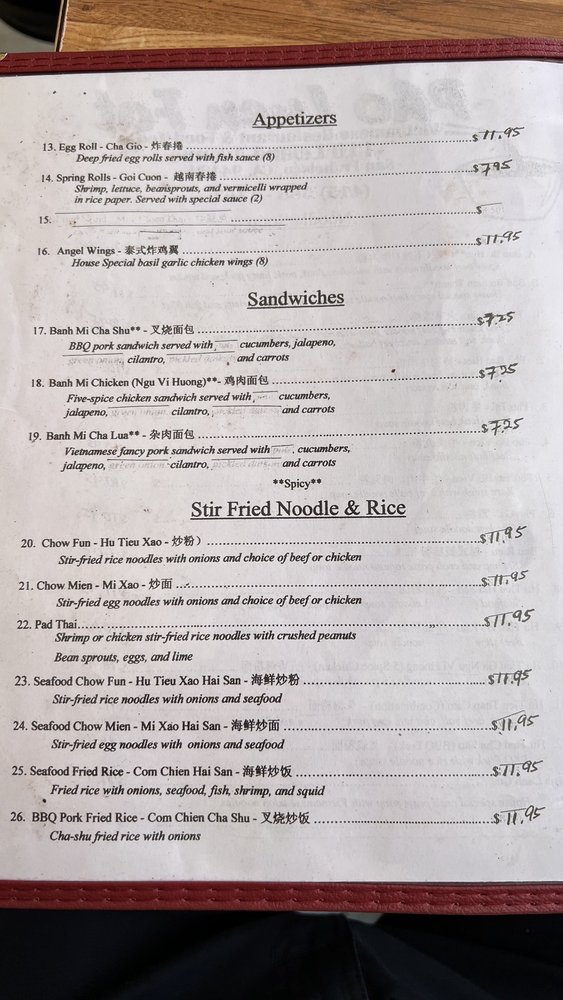 Appetizers
13. Egg Roll - Cha Gio - 炸春捲 $ 11.95
Deep fried egg rolls served with fish sauce (8)
14. Spring Rolls - Goi Cuon - 越南春捲 $ 7.95
Shrimp, lettuce, beansprouts, and vermicelli wrapped
in rice paper. Served with special sauce (2)
15. $
16. Angel Wings - 泰式炸鸡翼 $ 11.95
House Special basil garlic chicken wings (8)
Sandwiches
17. Banh Mi Cha Shu** - 叉烧面包 $7.25
BBQ pork sandwich served with cucumbers, jalapeno,
green onion, cilantro, pickled daikon, and carrots
18. Banh Mi Chicken (Ngu Vi Huong)**- 鸡肉面包 $7.25
Five-spice chicken sandwich served with cucumbers,
jalapeno, green onion, cilantro, pickled daikon and carrots
19. Banh Mi Cha Lua** - 杂肉面包 $7.25
Vietnamese fancy pork sandwich served with cucumbers,
jalapeno, green onion cilantro, pickled daikon and carrots
**Spicy**
Stir Fried Noodle & Rice
20. Chow Fun - Hu Tieu Xao - 炒粉） $11.95
Stir-fried rice noodles with onions and choice of beef or chicken
21. Chow Mien - Mi Xao - 炒面 $11.95
Stir-fried egg noodles with onions and choice of beef or chicken
22. Pad Thai $11.95
Shrimp or chicken stir-fried rice noodles with crushed peanuts
Bean sprouts, eggs, and lime
23. Seafood Chow Fun - Hu Tieu Xao Hai San - 海鲜炒粉 $11.95
Stir-fried rice noodles with onions and seafood
24. Seafood Chow Mien - Mi Xao Hai San - 海鲜炒面 $11.95
Stir-fried egg noodles with onions and seafood
25. Seafood Fried Rice - Com Chien Hai San - 海鲜炒饭 $11.95
Fried rice with onions, seafood, fish, shrimp, and squid
26. BBQ Pork Fried Rice - Com Chien Cha Shu - 叉烧炒饭 $ 11.95
Cha-shu fried rice with onions